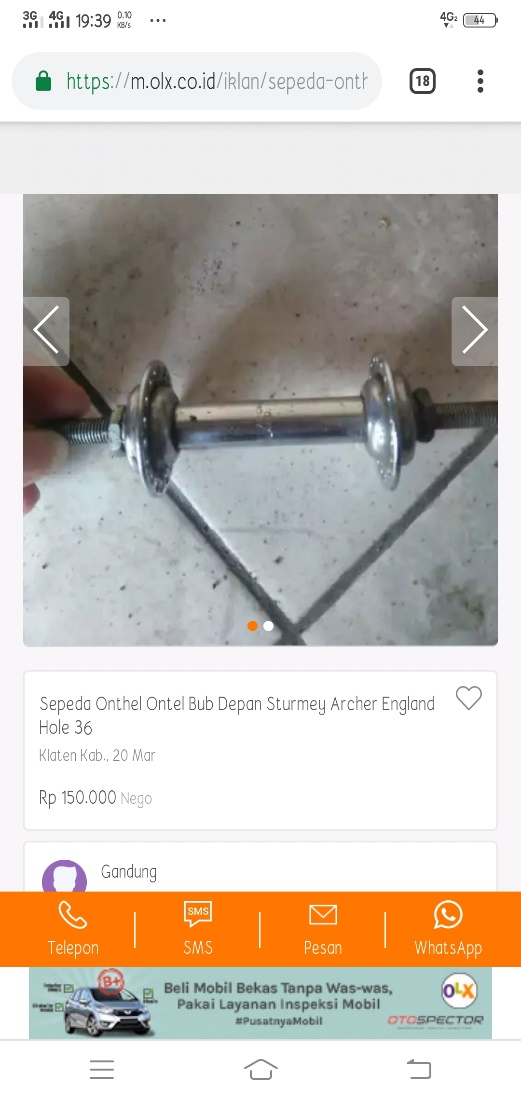 3G 4G 19:39 0.10 KB/s ... 4G2 44
https://m.olx.co.id/iklan/sepeda-onth
18
Sepeda Onthel Ontel Bub Depan Sturmey Archer England
Hole 36
Klaten Kab., 20 Mar
Rp 150.000 Nego
Gandung
SMS
Telepon
SMS
Pesan
WhatsApp
B+
Beli Mobil Bekas Tanpa Was-was,
Pakai Layanan Inspeksi Mobil
#PusatnyaMobil
OLX
OTOSPECTOR